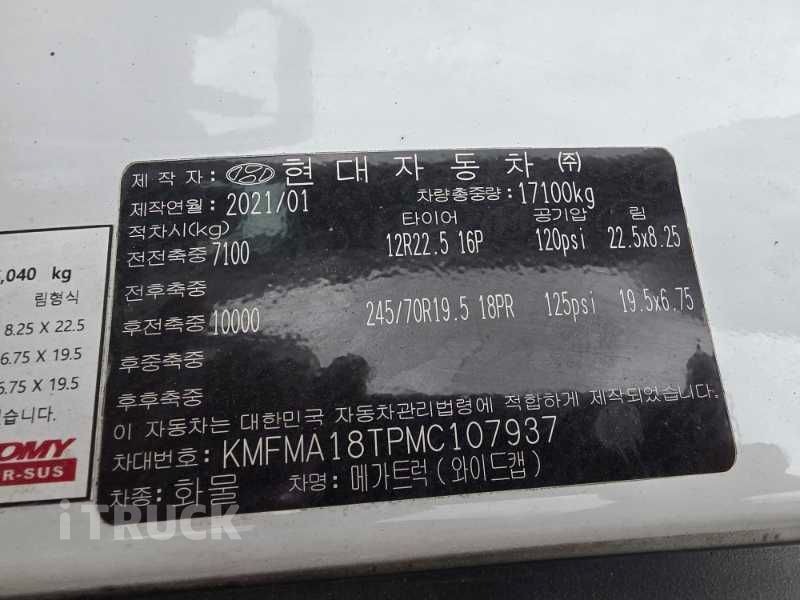 제 작 자 : 현 대 자 동 차 ㈜
제작연월: 2021/01 차량총중량: 17100kg
적차시(kg) 타이어 공기압 림
전전축중 7100 12R22.5 16P 120psi 22.5x8.25
전후축중
후전축중 10000 245/70R19.5 18PR 125psi 19.5x6.75
후중축중
후후축중
이 자동차는 대한민국 자동차관리법령에 적합하게 제작되었습니다.
차대번호: KMFMA18TPMC107937
차종: 화물 차명: 메가트럭(와이드캡)
,040 kg
림형식
8.25 X 22.5
6.75 X 19.5
6.75 X 19.5
습니다.
OMY
R-SUS
iTRUCK